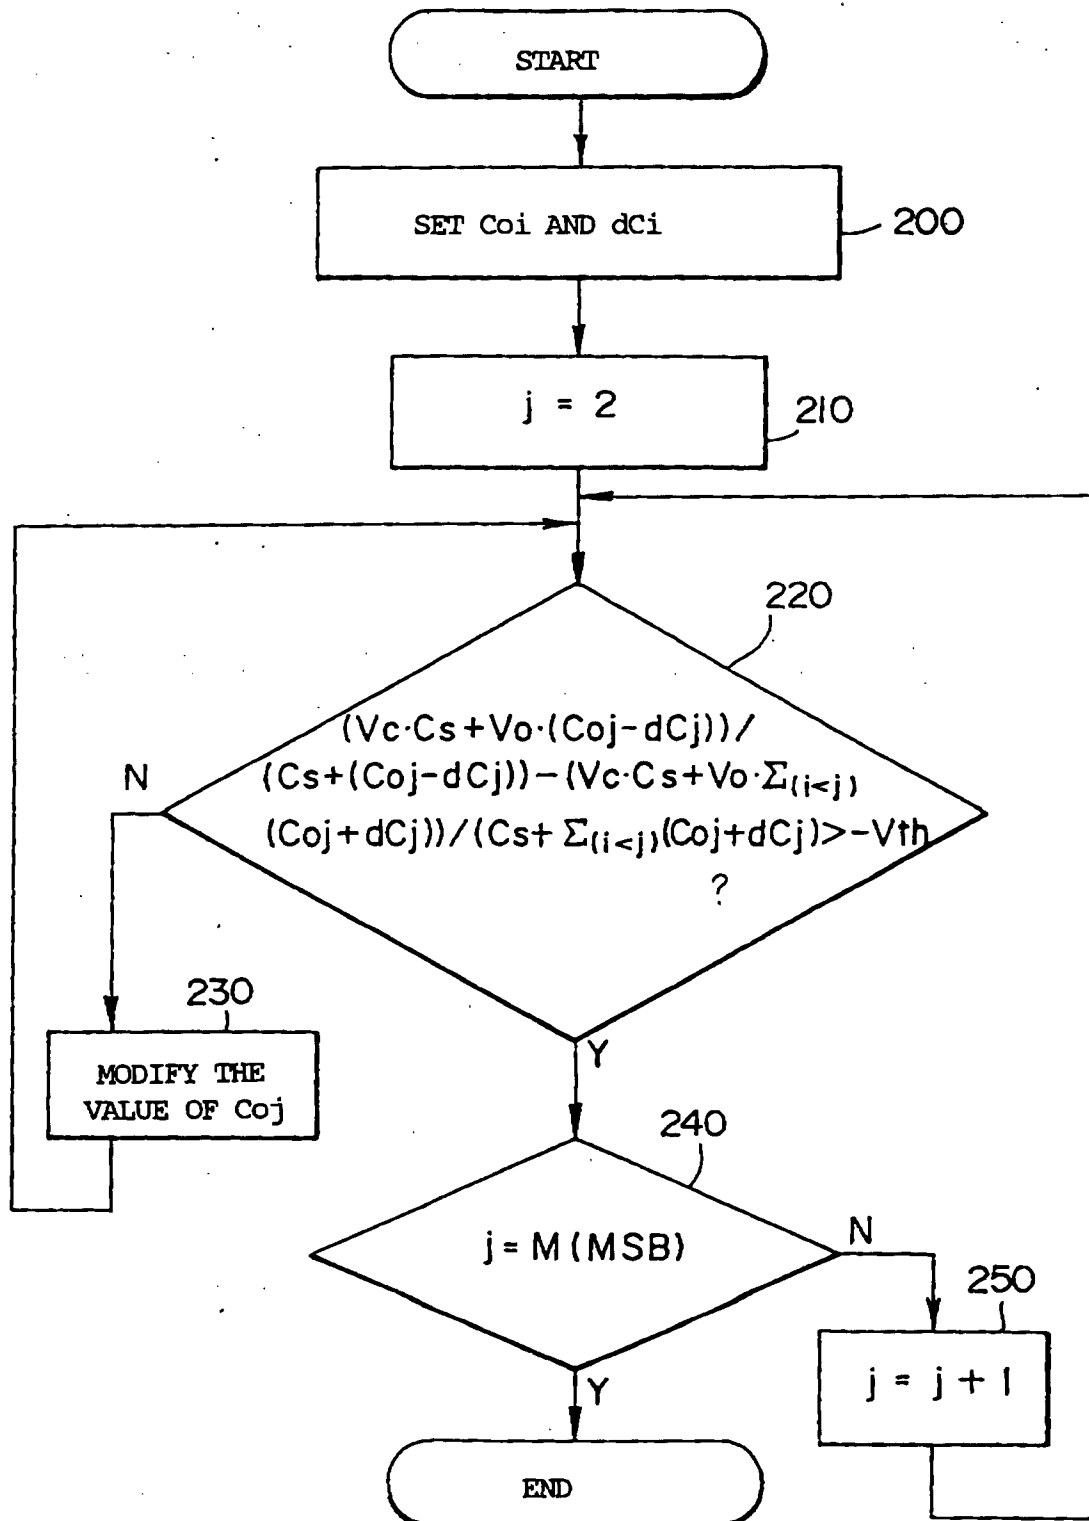 START
SET Coi AND dCi
200
j = 2
210
220
(Vc·Cs+Vo·(Coj-dCj))/
(Cs+(Coj-dCj))-(Vc·Cs+Vo·Σ(i<j)
(Coj+dCj))/(Cs+Σ(i<j)(Coj+dCj)>-Vth
?
N
Y
230
MODIFY THE
VALUE OF Coj
240
j = M (MSB)
N
Y
250
j = j + 1
END